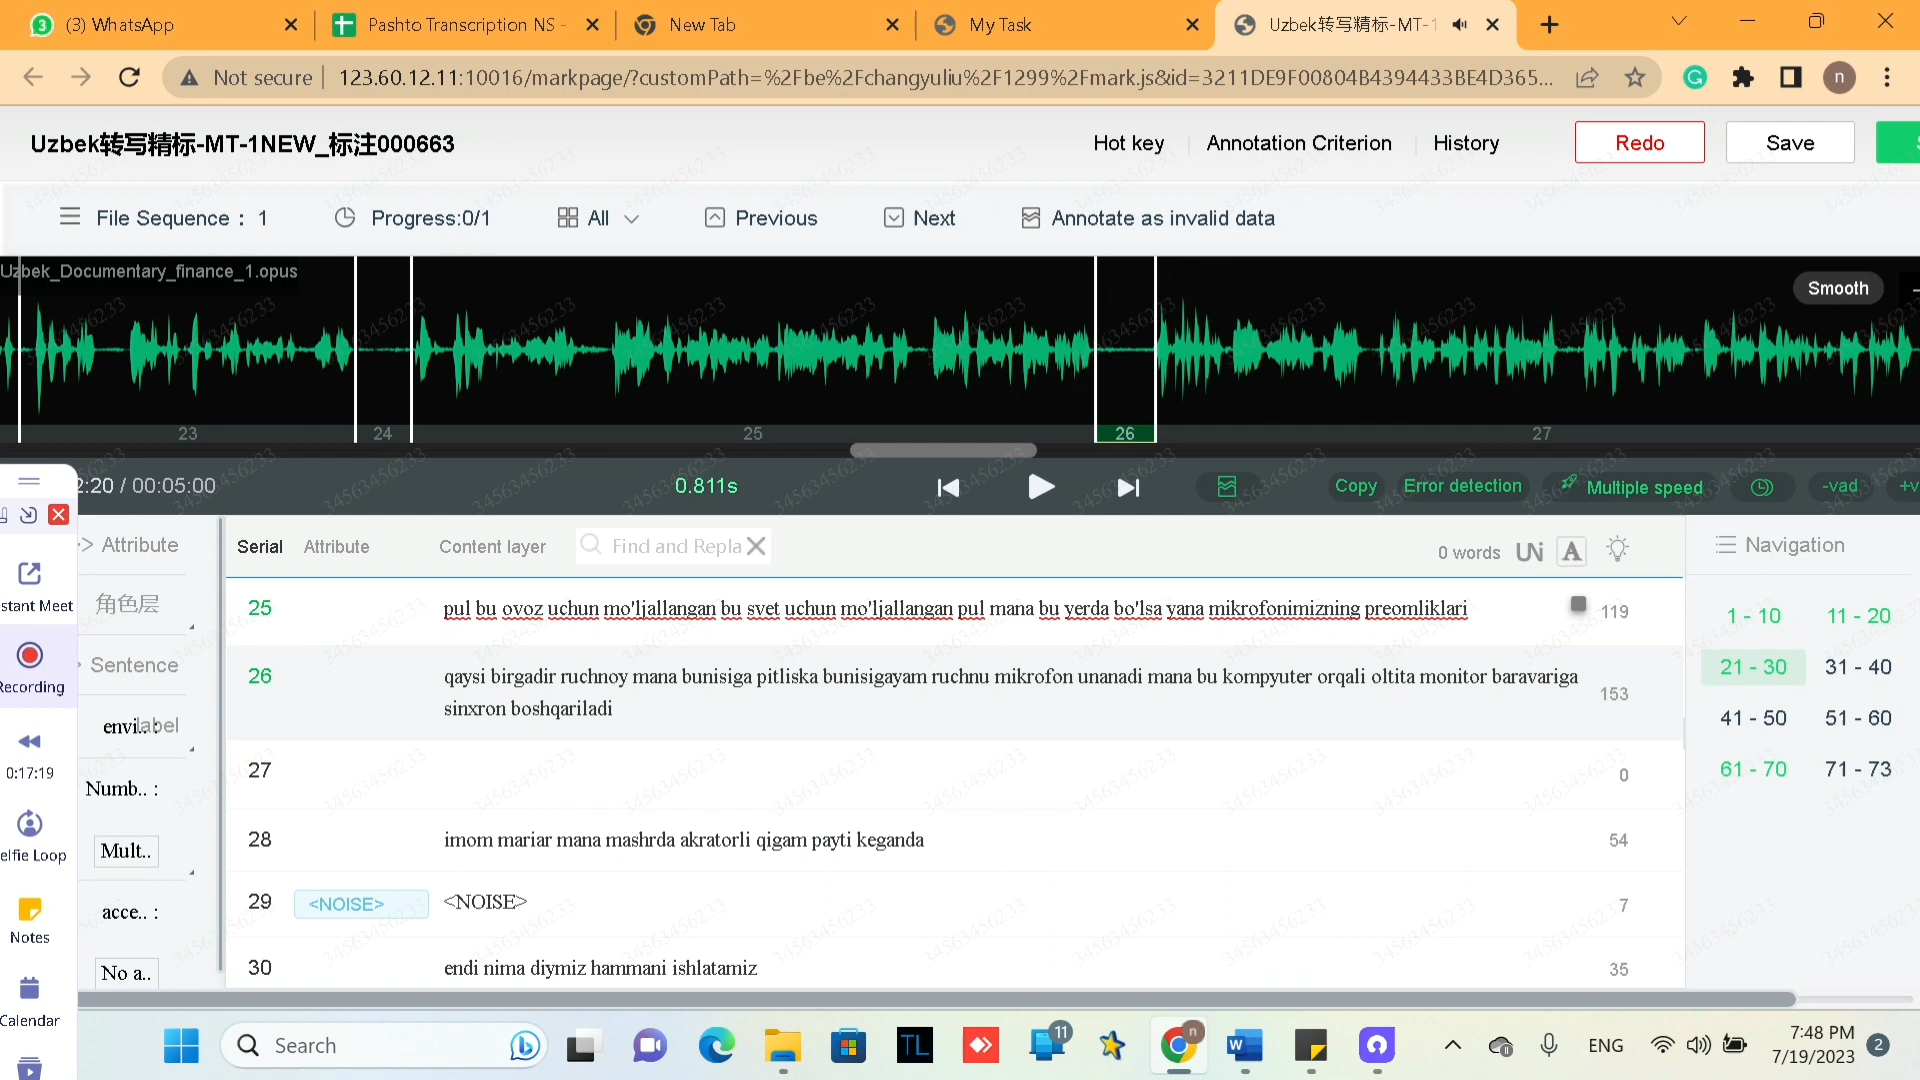 (3) WhatsApp
Pashto Transcription NS -
New Tab
My Task
Uzbek转写精标-MT-1
Not secure
123.60.12.11:10016/markpage/?customPath=%2Fbe%2Fchangyuliu%2F1299%2Fmark.js&id=3211DE9F00804B4394433BE4D365...
n
Uzbek转写精标-MT-1NEW_标注000663
Hot key
Annotation Criterion
History
Redo
Save
File Sequence : 1
Progress:0/1
All
Previous
Next
Annotate as invalid data
Uzbek_Documentary_finance_1.opus
Smooth
23
24
25
26
27
2:20 / 00:05:00
0.811s
Copy
Error detection
Multiple speed
-vad
+v
Attribute
Serial
Attribute
Content layer
Find and Repla
0 words
UNi
A
Navigation
stant Meet
角色层
25
pul bu ovoz uchun mo'ljallangan bu svet uchun mo'ljallangan pul mana bu yerda bo'lsa yana mikrofonimizning preomliklari
119
1 - 10
11 - 20
Recording
Sentence
26
qaysi birgadir ruchnoy mana bunisiga pitliska bunisigayam ruchnu mikrofon unanadi mana bu kompyuter orqali oltita monitor baravariga
sinxron boshqariladi
153
21 - 30
31 - 40
envi.. :
label
41 - 50
51 - 60
0:17:19
Numb.. :
27
0
61 - 70
71 - 73
elfie Loop
Mult..
28
imom mariar mana mashrda akratorli qigam payti keganda
54
Notes
acce.. :
29
<NOISE>
<NOISE>
7
No a..
30
endi nima diymiz hammani ishlatamiz
35
Calendar
Search
TL
11
n
W
ENG
7:48 PM
7/19/2023
2